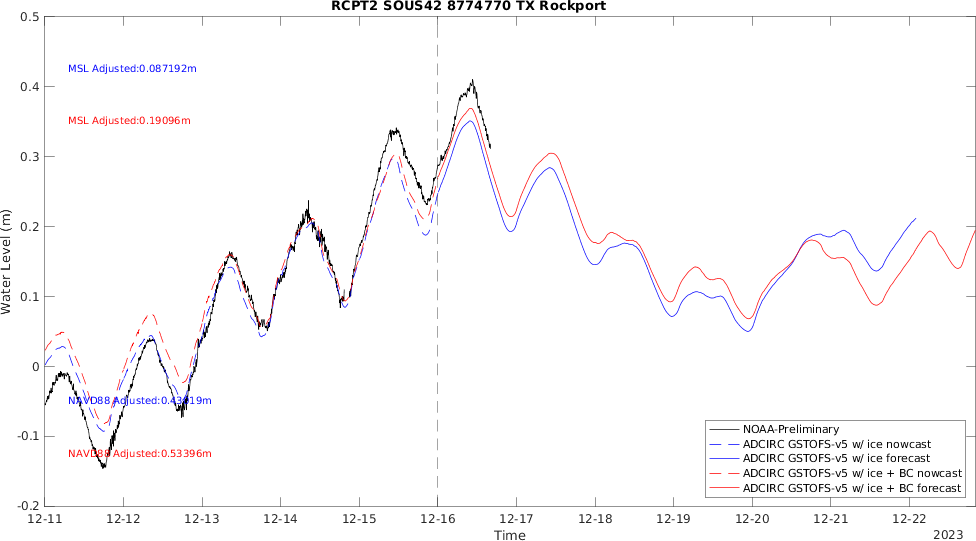 RCPT2 SOUS42 8774770 TX Rockport
0.5
0.4
0.3
0.2
0.1
0
-0.1
-0.2
Water Level (m)
MSL Adjusted:0.087192m
MSL Adjusted:0.19096m
NAVD88 Adjusted:0.43019m
NAVD88 Adjusted:0.53396m
NOAA-Preliminary
ADCIRC GSTOFS-v5 w/ ice nowcast
ADCIRC GSTOFS-v5 w/ ice forecast
ADCIRC GSTOFS-v5 w/ ice + BC nowcast
ADCIRC GSTOFS-v5 w/ ice + BC forecast
12-11 12-12 12-13 12-14 12-15 12-16 12-17 12-18 12-19 12-20 12-21 12-22
Time
2023